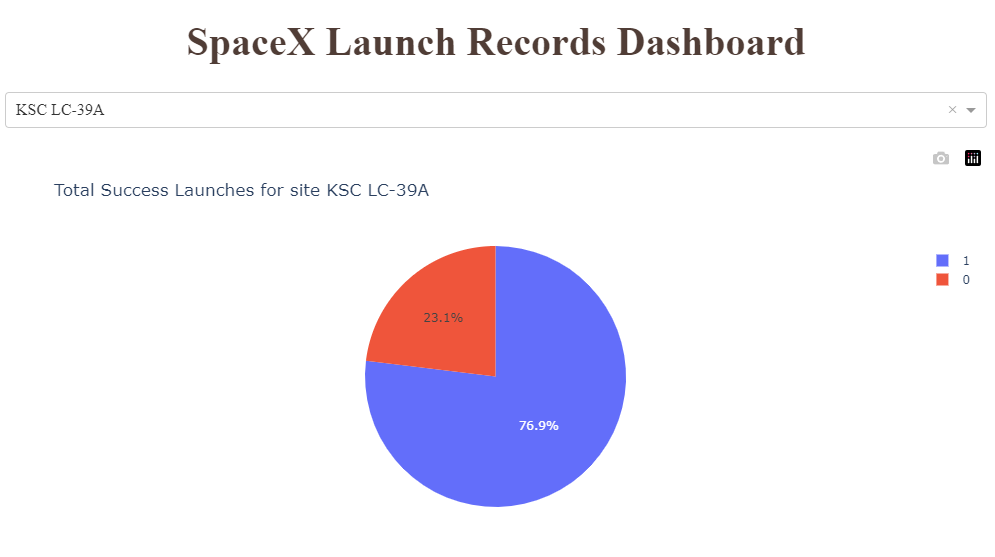 SpaceX Launch Records Dashboard
KSC LC-39A
Total Success Launches for site KSC LC-39A
1
0
23.1%
76.9%